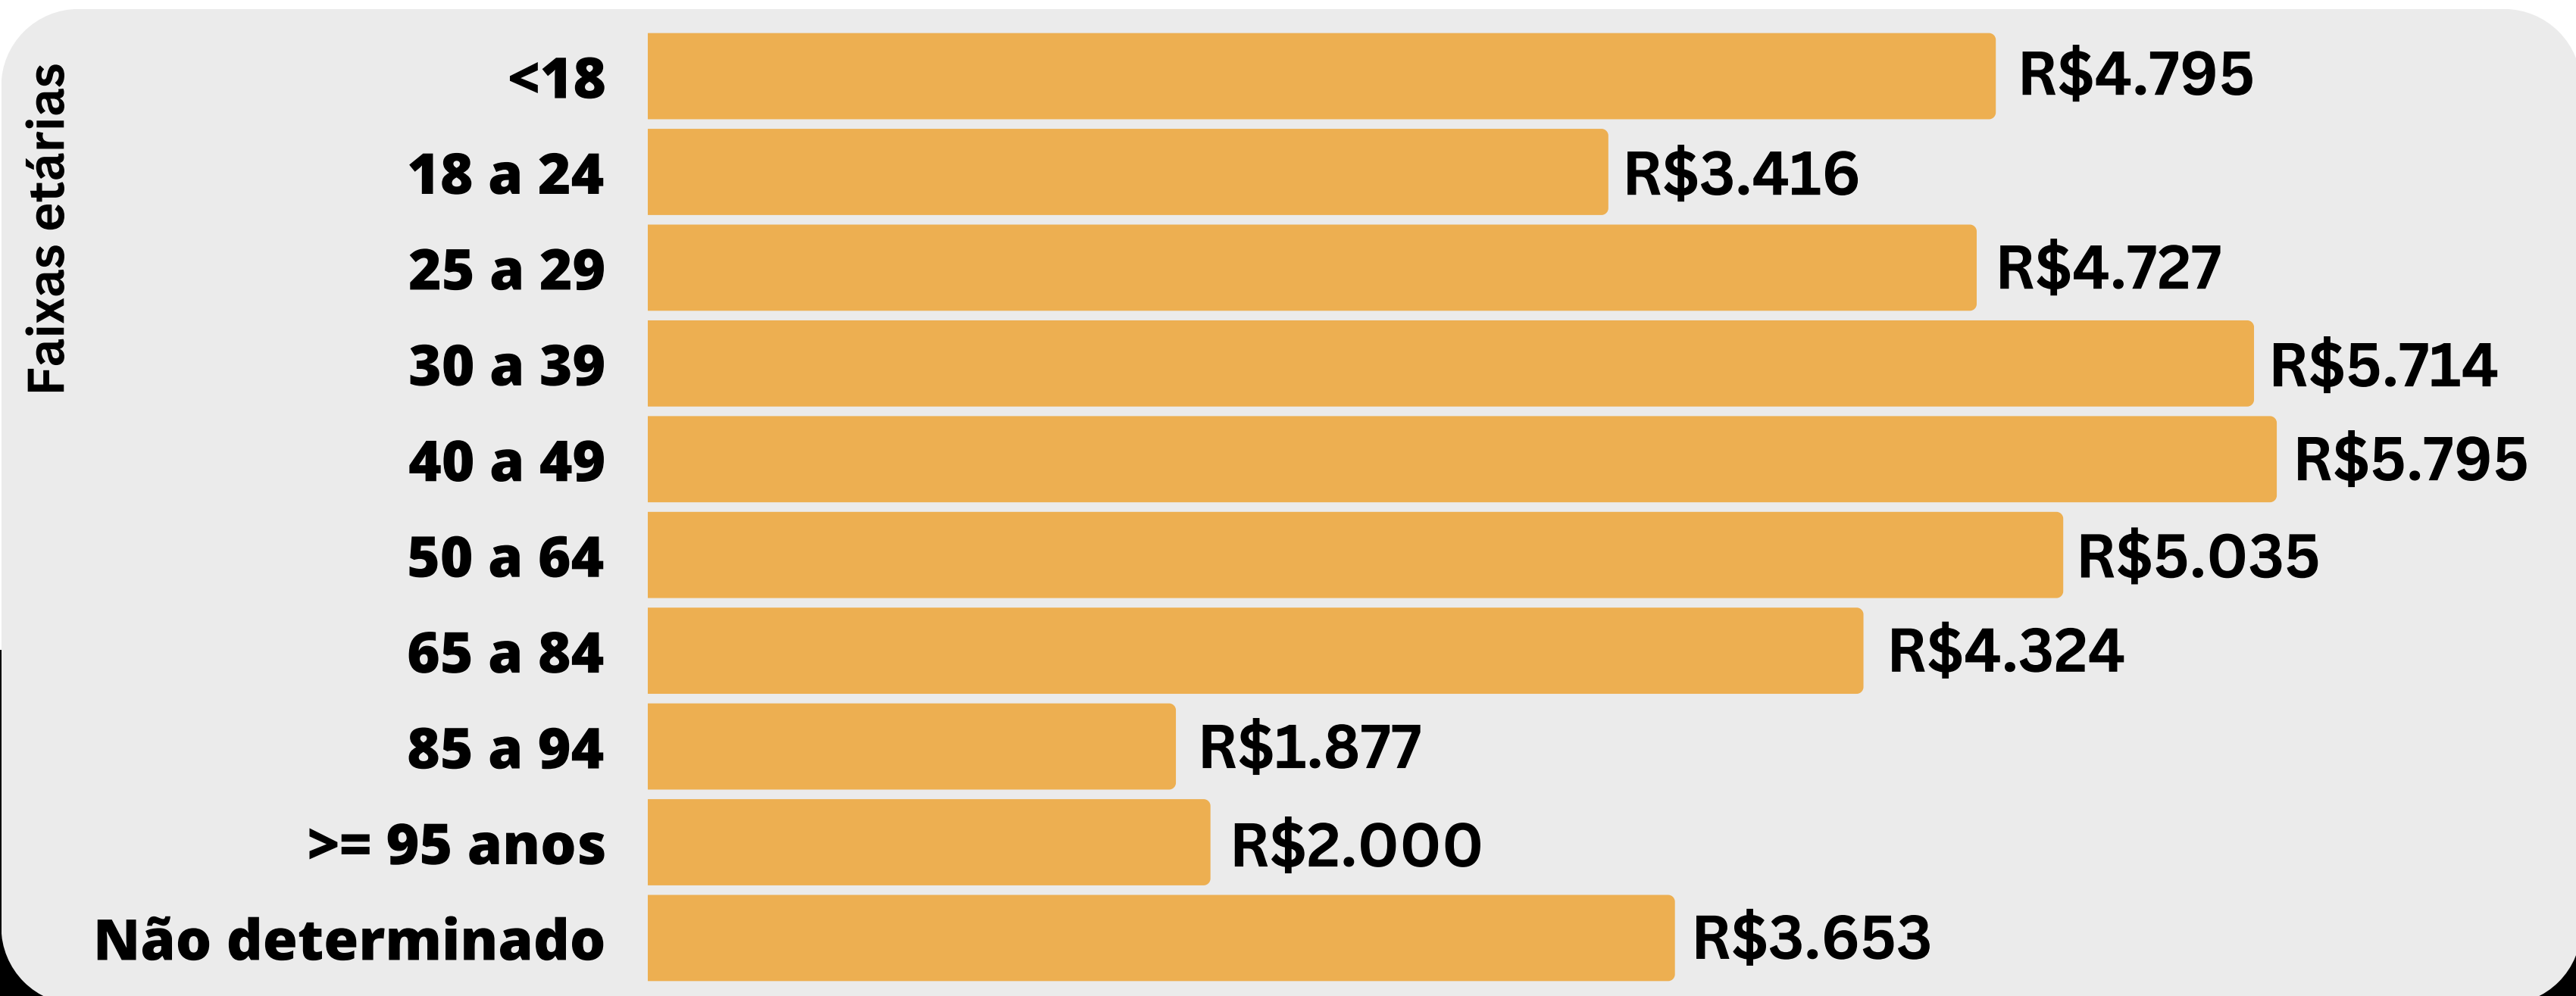 Faixas etárias
<18 R$4.795
18 a 24 R$3.416
25 a 29 R$4.727
30 a 39 R$5.714
40 a 49 R$5.795
50 a 64 R$5.035
65 a 84 R$4.324
85 a 94 R$1.877
>= 95 anos R$2.000
Não determinado R$3.653